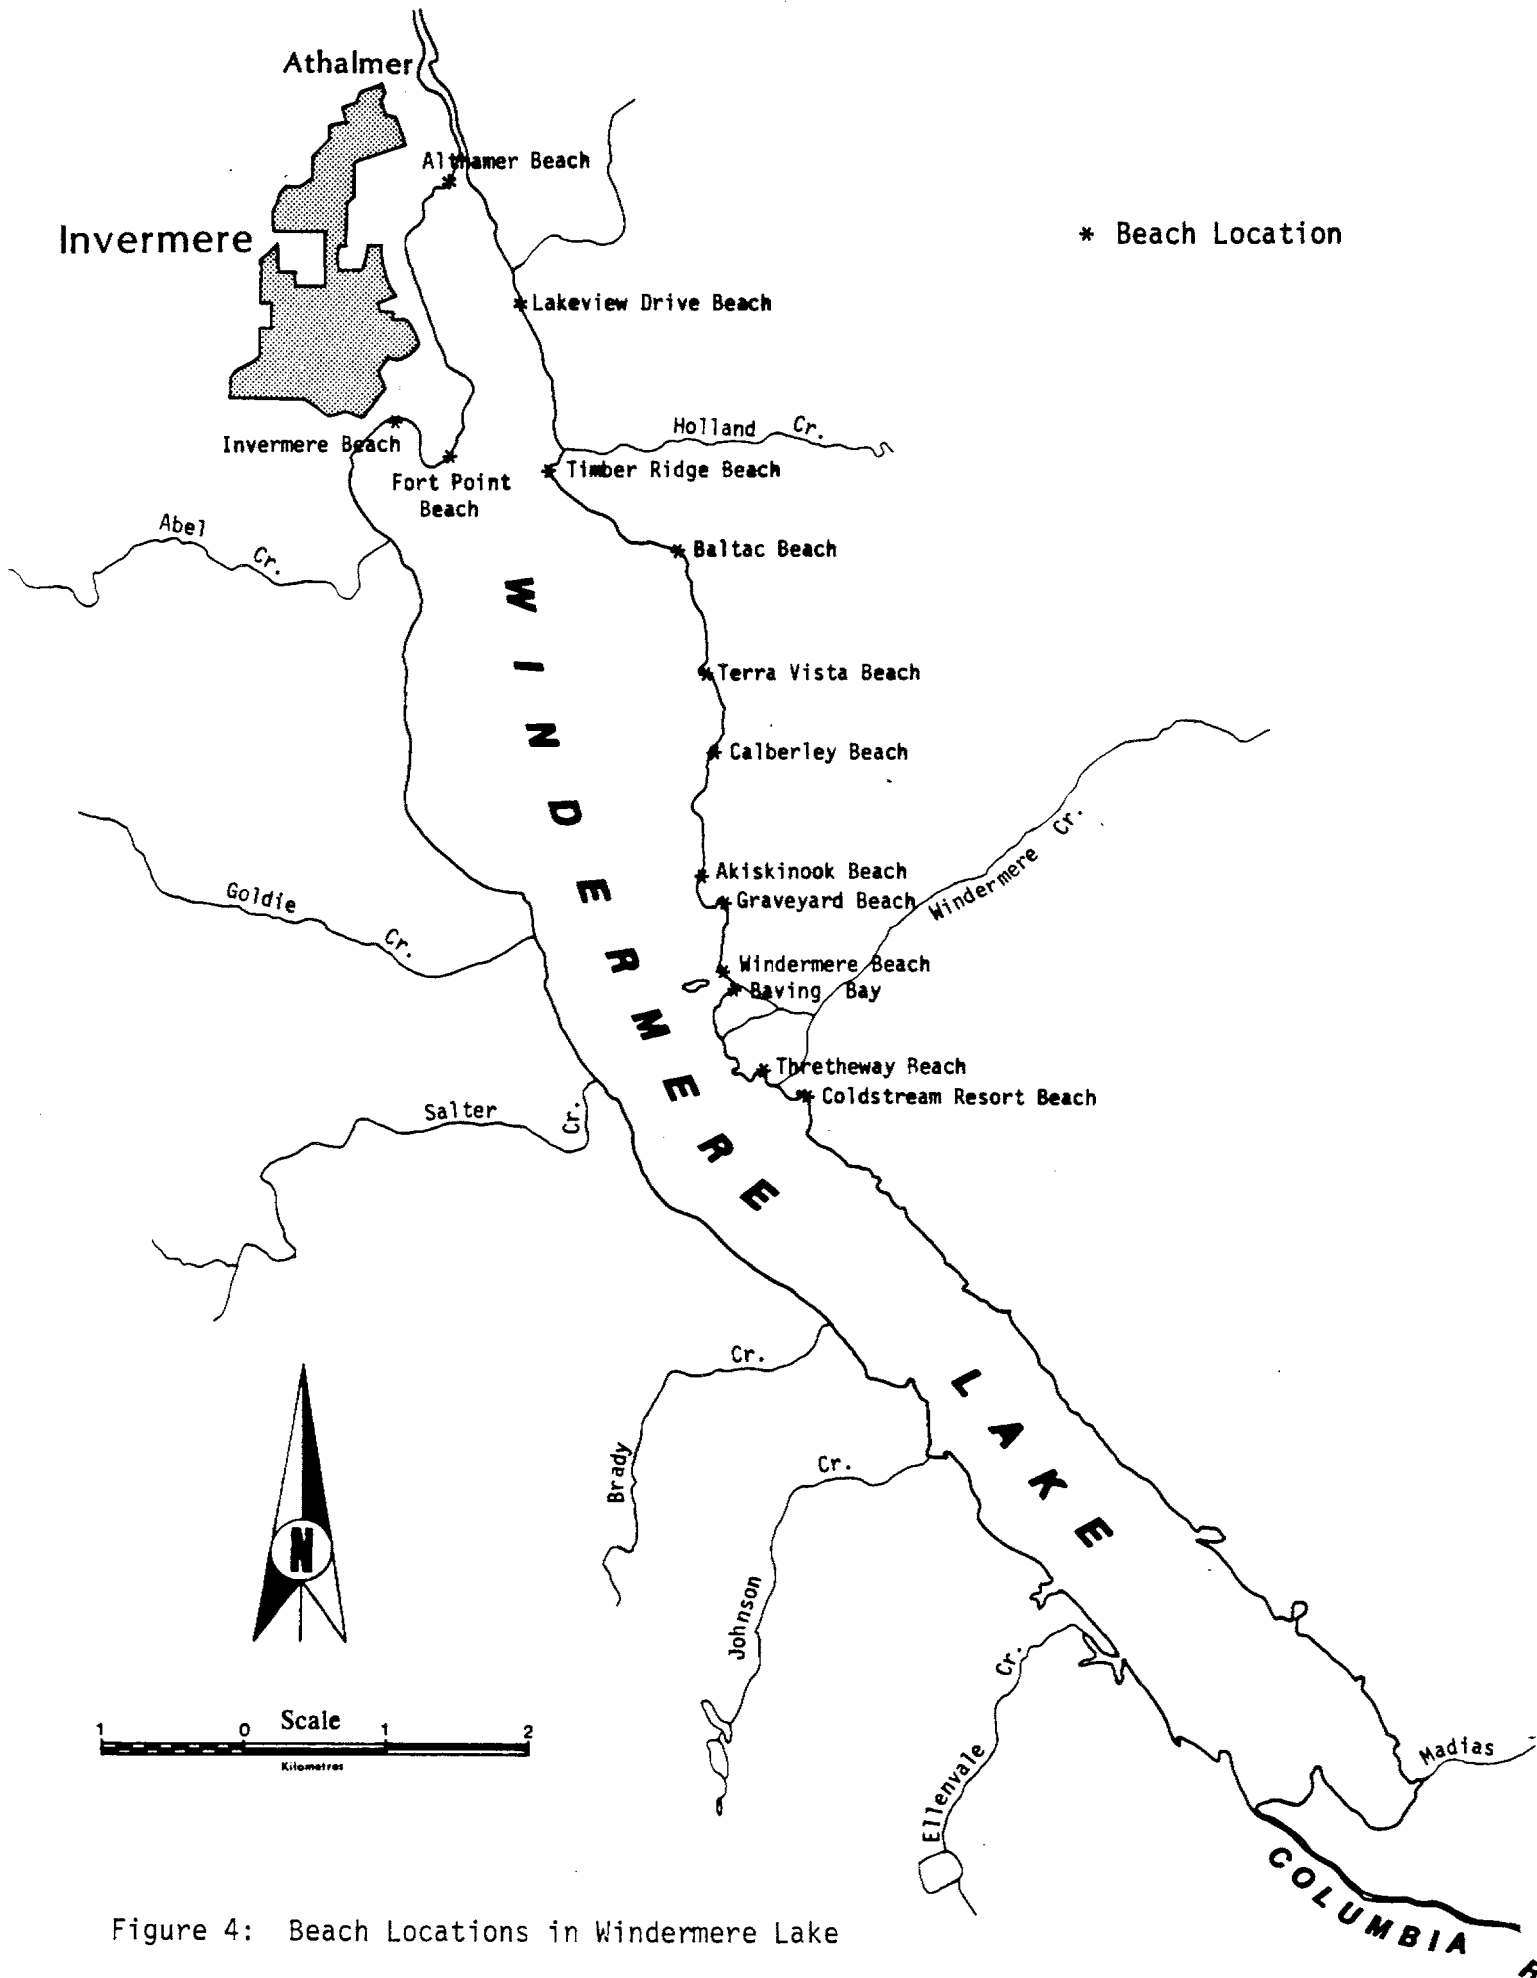 Athalmer
Althamer Beach
Invermere
* Beach Location
* Lakeview Drive Beach
Holland Cr.
Invermere Beach
* Timber Ridge Beach
Fort Point
Beach
Abel Cr.
* Baltac Beach
* Terra Vista Beach
* Calberley Beach
Windermere Cr.
* Akiskinook Beach
* Graveyard Beach
Goldie Cr.
* Windermere Beach
* Baving Bay
* Thretheway Beach
* Coldstream Resort Beach
Salter Cr.
WINDERMERE LAKE
Brady Cr.
Johnson Cr.
Ellenvale Cr.
Madias
N
Scale
1 0 1 2
Kilometres
COLUMBIA R
Figure 4: Beach Locations in Windermere Lake